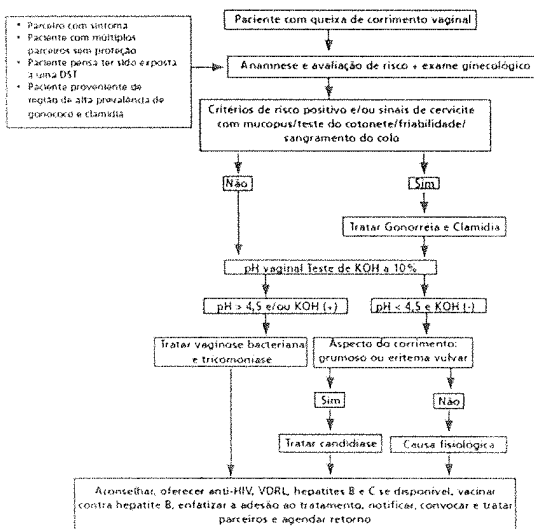 • Parceiro com sintoma
• Paciente com múltiplos
parceiros sem proteção
• Paciente pensa ter sido exposta
a uma DST
• Paciente proveniente de
região de alta prevalência de
gonococo e clamídia
Paciente com queixa de corrimento vaginal
Anamnese e avaliação de risco + exame ginecológico
Critérios de risco positivo e/ou sinais de cervicite
com mucopus/teste do cotonete/friabilidade/
sangramento do colo
Não
Sim
Tratar Gonorreia e Clamídia
pH vaginal Teste de KOH a 10%
pH > 4,5 e/ou KOH (+)
pH < 4,5 e KOH (-)
Tratar vaginose bacteriana
e tricomoníase
Aspecto do corrimento:
grumoso ou eritema vulvar
Sim
Não
Tratar candidíase
Causa fisiológica
Aconselhar, oferecer anti-HIV, VDRL, hepatites B e C se disponível, vacinar
contra hepatite B, enfatizar a adesão ao tratamento, notificar, convocar e tratar
parceiros e agendar retorno